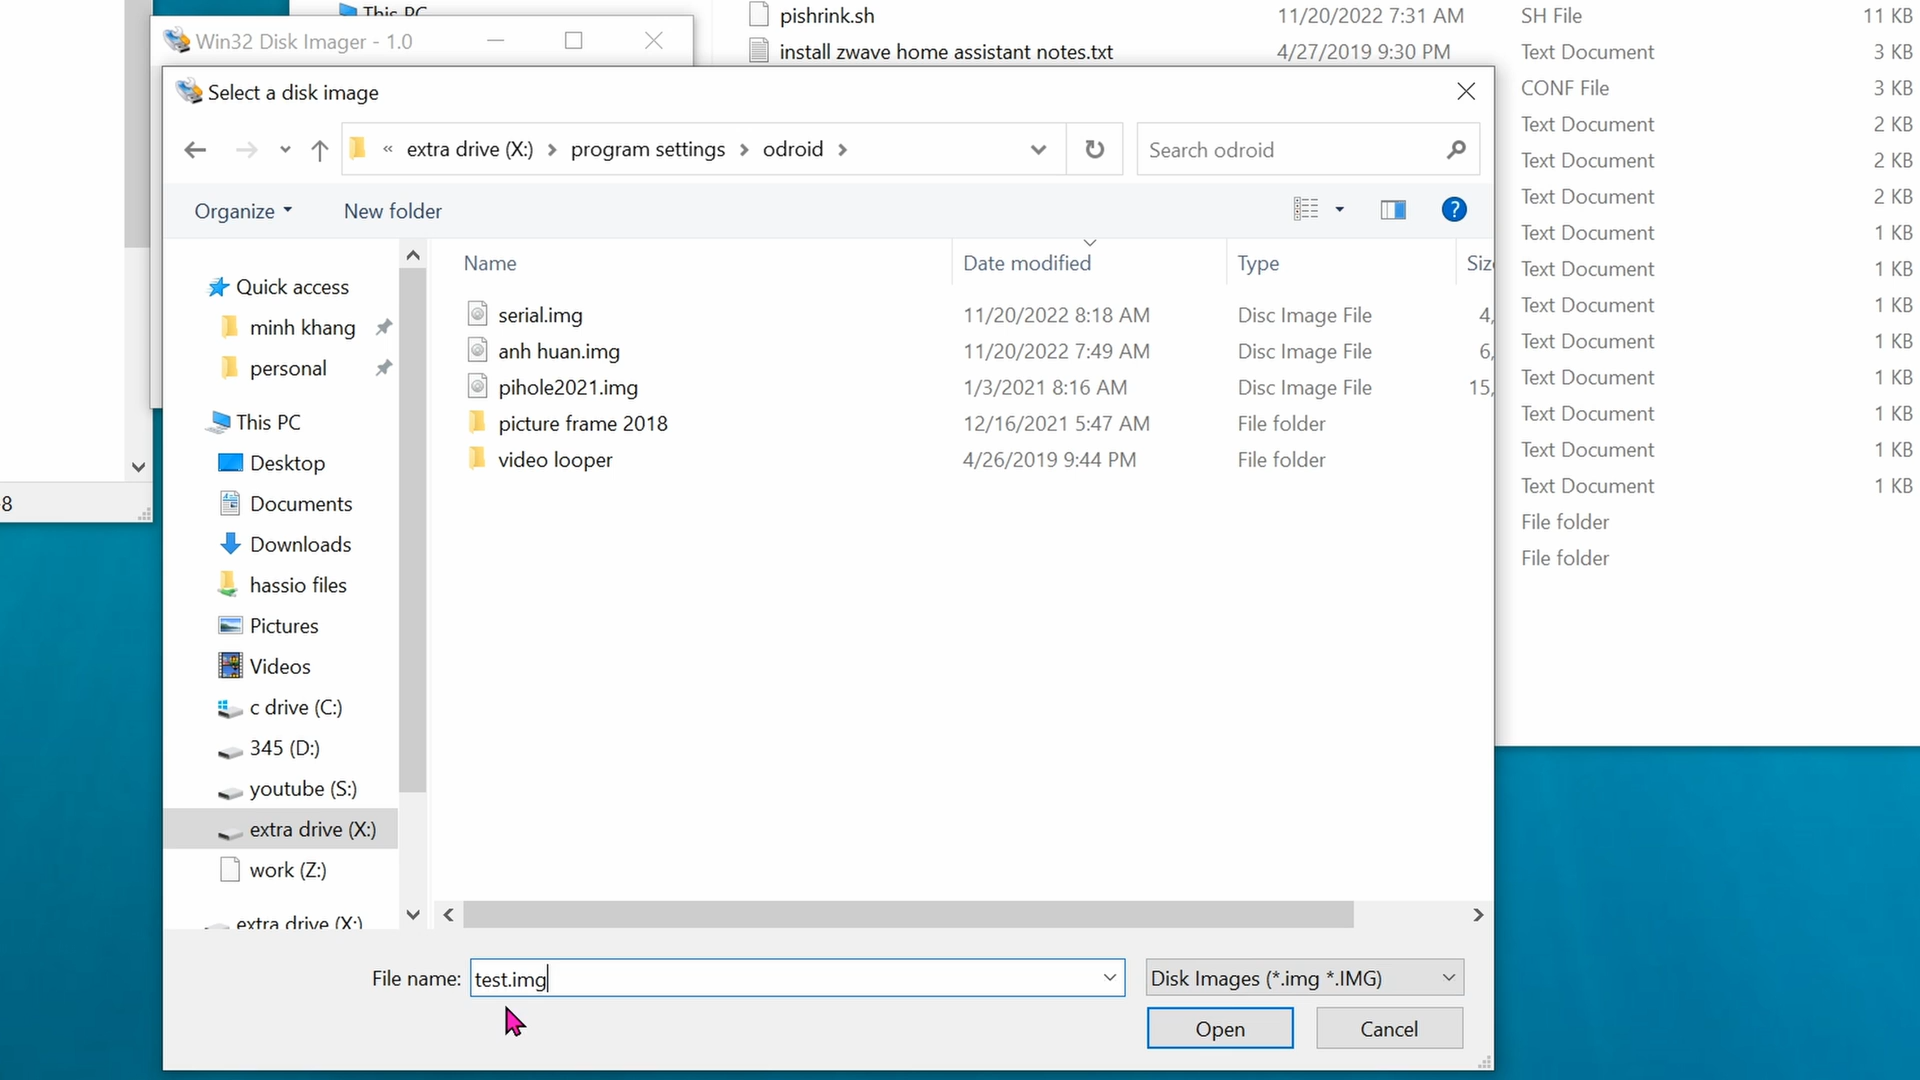 This PC
pishrink.sh 11/20/2022 7:31 AM SH File 11 KB
Win32 Disk Imager - 1.0
install zwave home assistant notes.txt 4/27/2019 9:30 PM Text Document 3 KB
Select a disk image
CONF File 3 KB
Text Document 2 KB
« extra drive (X:) > program settings > odroid >
Search odroid
Text Document 2 KB
Text Document 2 KB
Organize
New folder
?
Text Document 1 KB
Name Date modified Type
Text Document 1 KB
Quick access
Text Document 1 KB
serial.img 11/20/2022 8:18 AM Disc Image File 4,
minh khang
Text Document 1 KB
anh huan.img 11/20/2022 7:49 AM Disc Image File 6,
personal
Text Document 1 KB
pihole2021.img 1/3/2021 8:16 AM Disc Image File 15,
This PC
Text Document 1 KB
picture frame 2018 12/16/2021 5:47 AM File folder
Desktop
Text Document 1 KB
video looper 4/26/2019 9:44 PM File folder
Text Document 1 KB
Documents
8
File folder
Downloads
File folder
hassio files
Pictures
Videos
c drive (C:)
345 (D:)
youtube (S:)
extra drive (X:)
work (Z:)
extra drive (X:)
File name: test.img
Disk Images (*.img *.IMG)
Open
Cancel